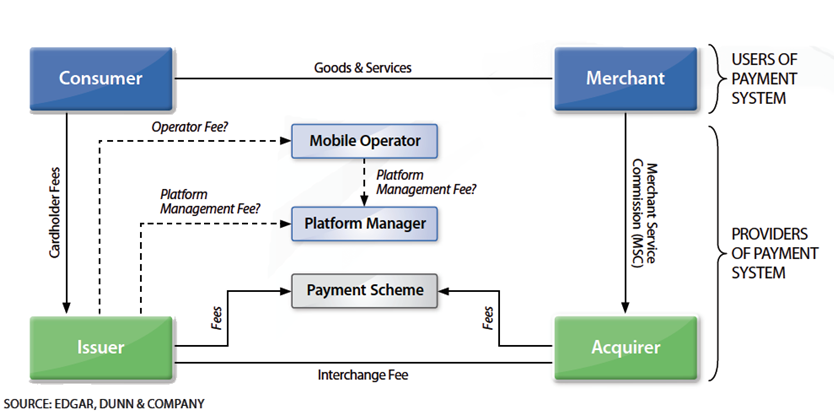 Consumer
Goods & Services
Merchant
USERS OF
PAYMENT
SYSTEM
Operator Fee?
Mobile Operator
Platform
Management Fee?
Platform
Management Fee?
Platform Manager
Cardholder Fees
Merchant Service
Commission (MSC)
PROVIDERS
OF PAYMENT
SYSTEM
Payment Scheme
Fees
Fees
Issuer
Acquirer
Interchange Fee
SOURCE: EDGAR, DUNN & COMPANY